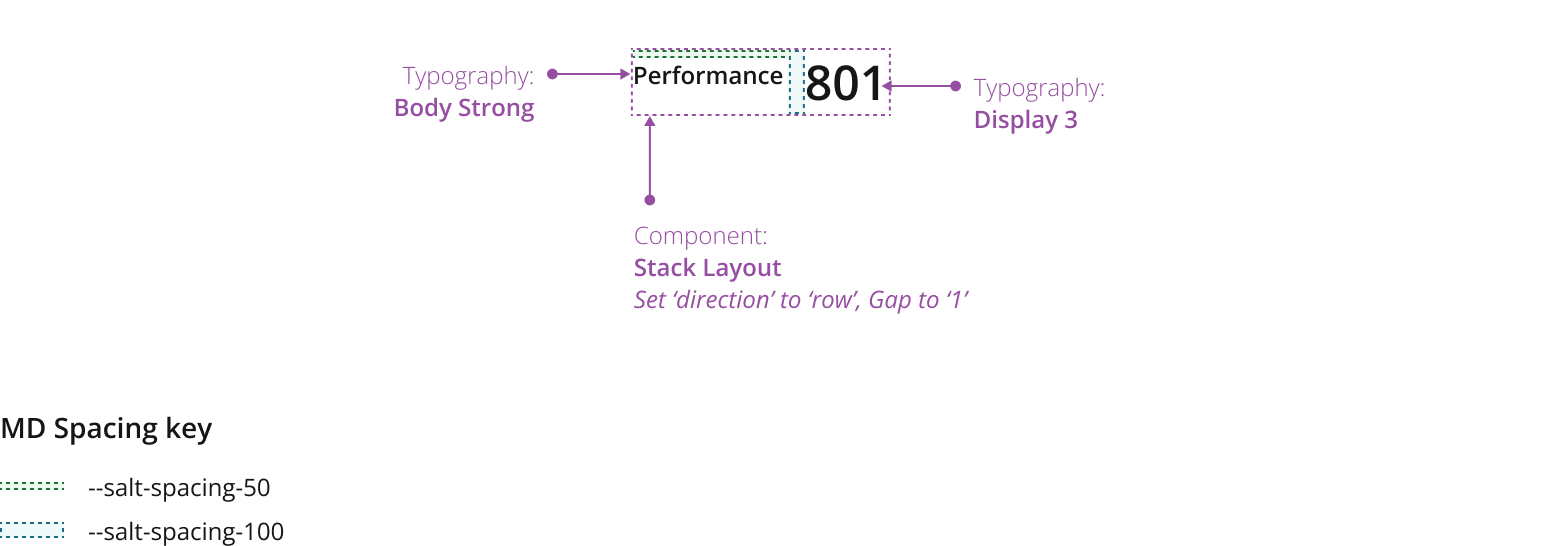 Typography:
Body Strong
Performance
801
Typography:
Display 3
Component:
Stack Layout
Set ‘direction’ to ‘row’, Gap to ‘1’
MD Spacing key
--salt-spacing-50
--salt-spacing-100